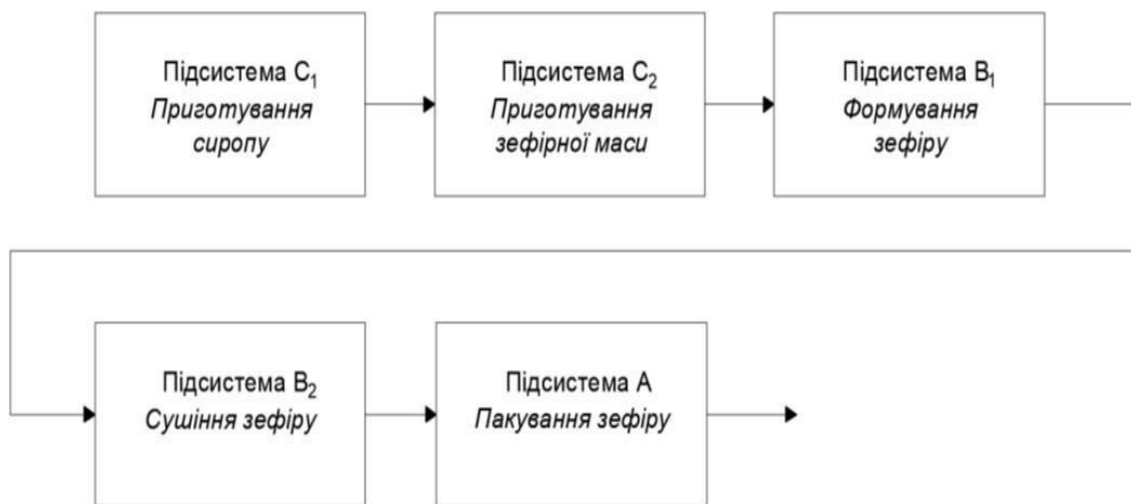 Підсистема C₁
Приготування
сиропу
Підсистема C₂
Приготування
зефірної маси
Підсистема B₁
Формування
зефіру
Підсистема B₂
Сушіння зефіру
Підсистема A
Пакування зефіру